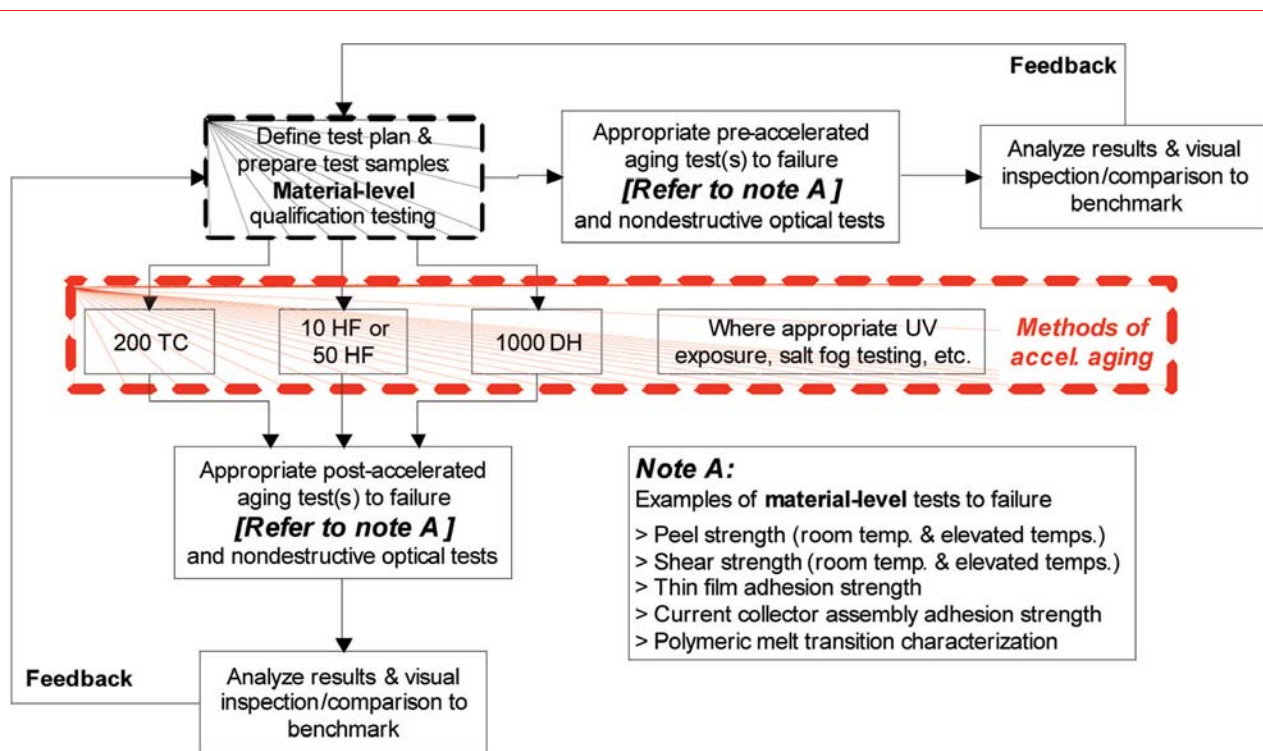 Feedback
Define test plan &
prepare test samples:
Material-level
qualification testing
Appropriate pre-accelerated
aging test(s) to failure
[Refer to note A ]
and nondestructive optical tests
Analyze results & visual
inspection/comparison to
benchmark
200 TC
10 HF or
50 HF
1000 DH
Where appropriate: UV
exposure, salt fog testing, etc.
Methods of
accel. aging
Appropriate post-accelerated
aging test(s) to failure
[Refer to note A ]
and nondestructive optical tests
Note A:
Examples of material-level tests to failure
> Peel strength (room temp. & elevated temps.)
> Shear strength (room temp. & elevated temps.)
> Thin film adhesion strength
> Current collector assembly adhesion strength
> Polymeric melt transition characterization
Feedback
Analyze results & visual
inspection/comparison to
benchmark